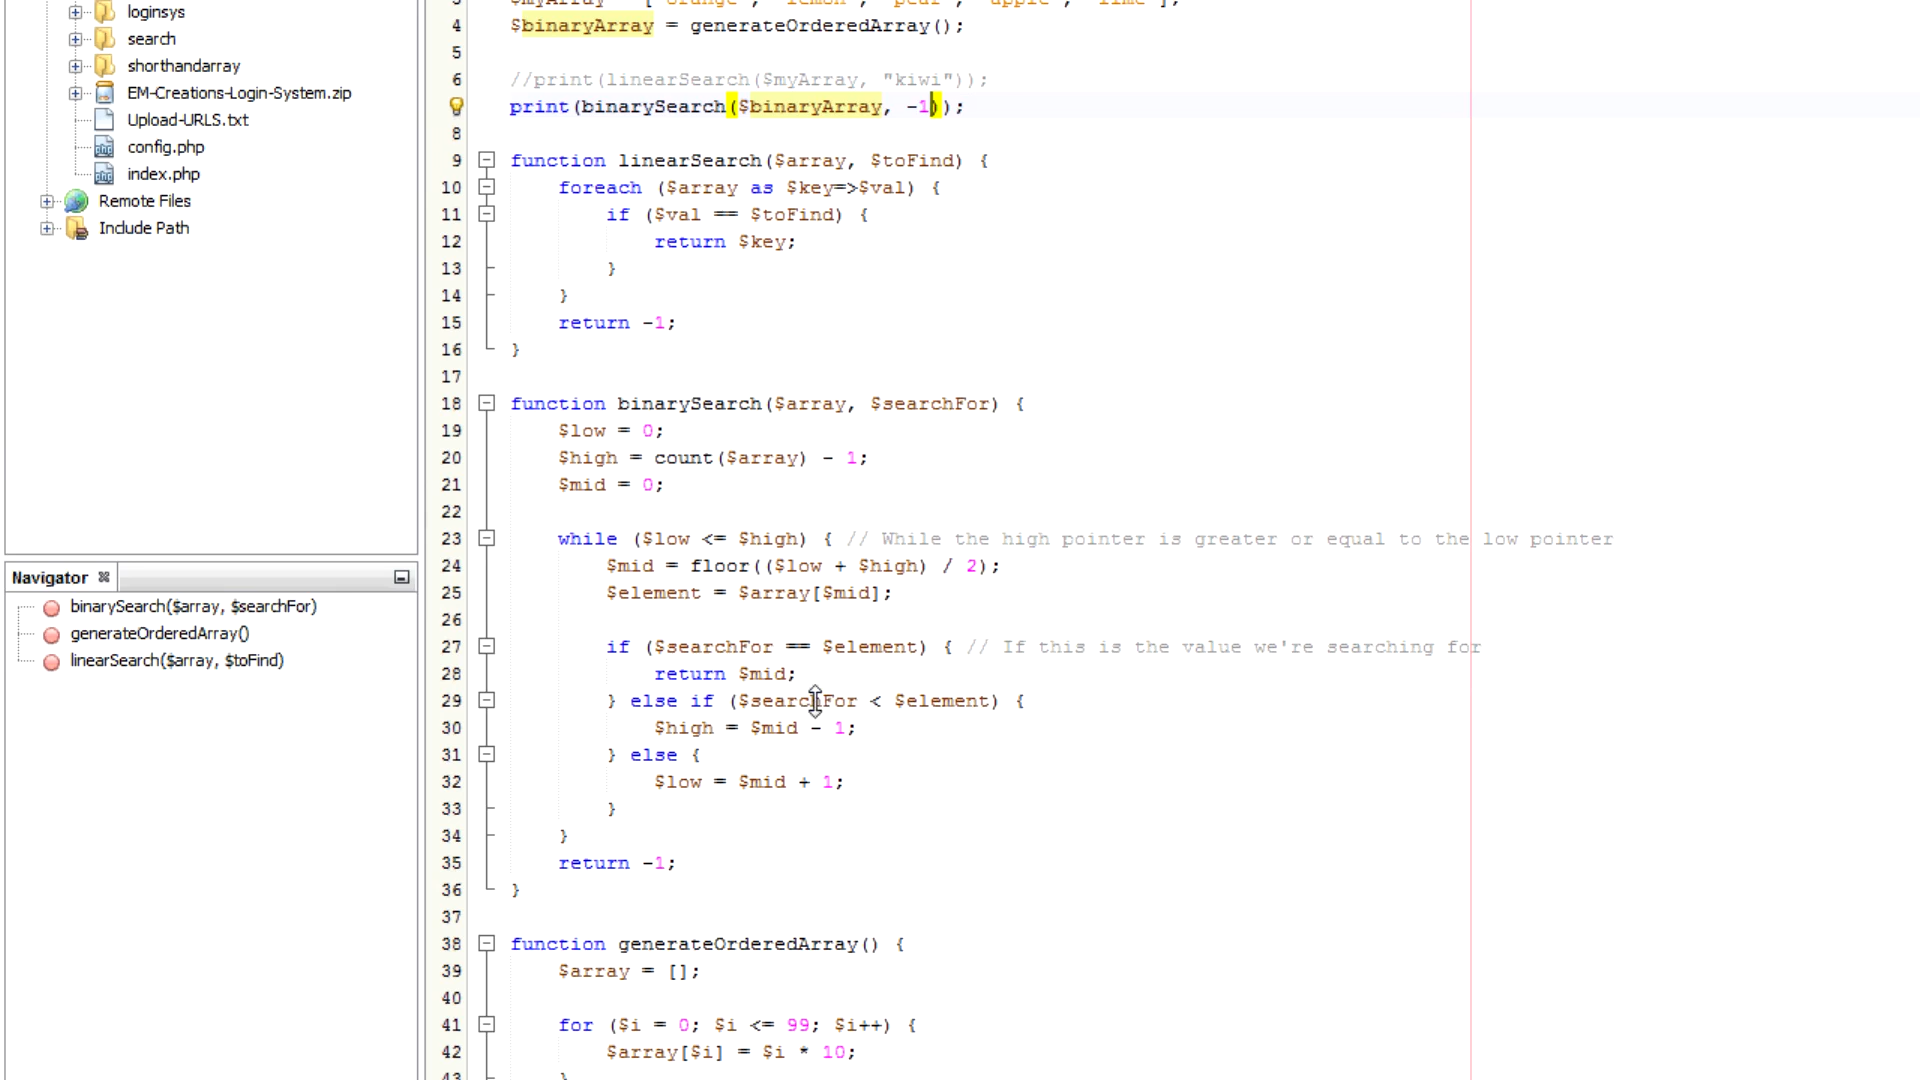 loginsys
search
shorthandarray
EM-Creations-Login-System.zip
Upload-URLS.txt
config.php
index.php
Remote Files
Include Path
Navigator
binarySearch($array, $searchFor)
generateOrderedArray()
linearSearch($array, $toFind)
3 $myArray = ["orange", "lemon", "pear", "apple", "lime"];
4 $binaryArray = generateOrderedArray();
5
6 //print(linearSearch($myArray, "kiwi"));
print(binarySearch($binaryArray, -1));
8
9 function linearSearch($array, $toFind) {
10 foreach ($array as $key=>$val) {
11 if ($val == $toFind) {
12 return $key;
13 }
14 }
15 return -1;
16 }
17
18 function binarySearch($array, $searchFor) {
19 $low = 0;
20 $high = count($array) - 1;
21 $mid = 0;
22
23 while ($low <= $high) { // While the high pointer is greater or equal to the low pointer
24 $mid = floor(($low + $high) / 2);
25 $element = $array[$mid];
26
27 if ($searchFor == $element) { // If this is the value we're searching for
28 return $mid;
29 } else if ($searchFor < $element) {
30 $high = $mid - 1;
31 } else {
32 $low = $mid + 1;
33 }
34 }
35 return -1;
36 }
37
38 function generateOrderedArray() {
39 $array = [];
40
41 for ($i = 0; $i <= 99; $i++) {
42 $array[$i] = $i * 10;
43 }